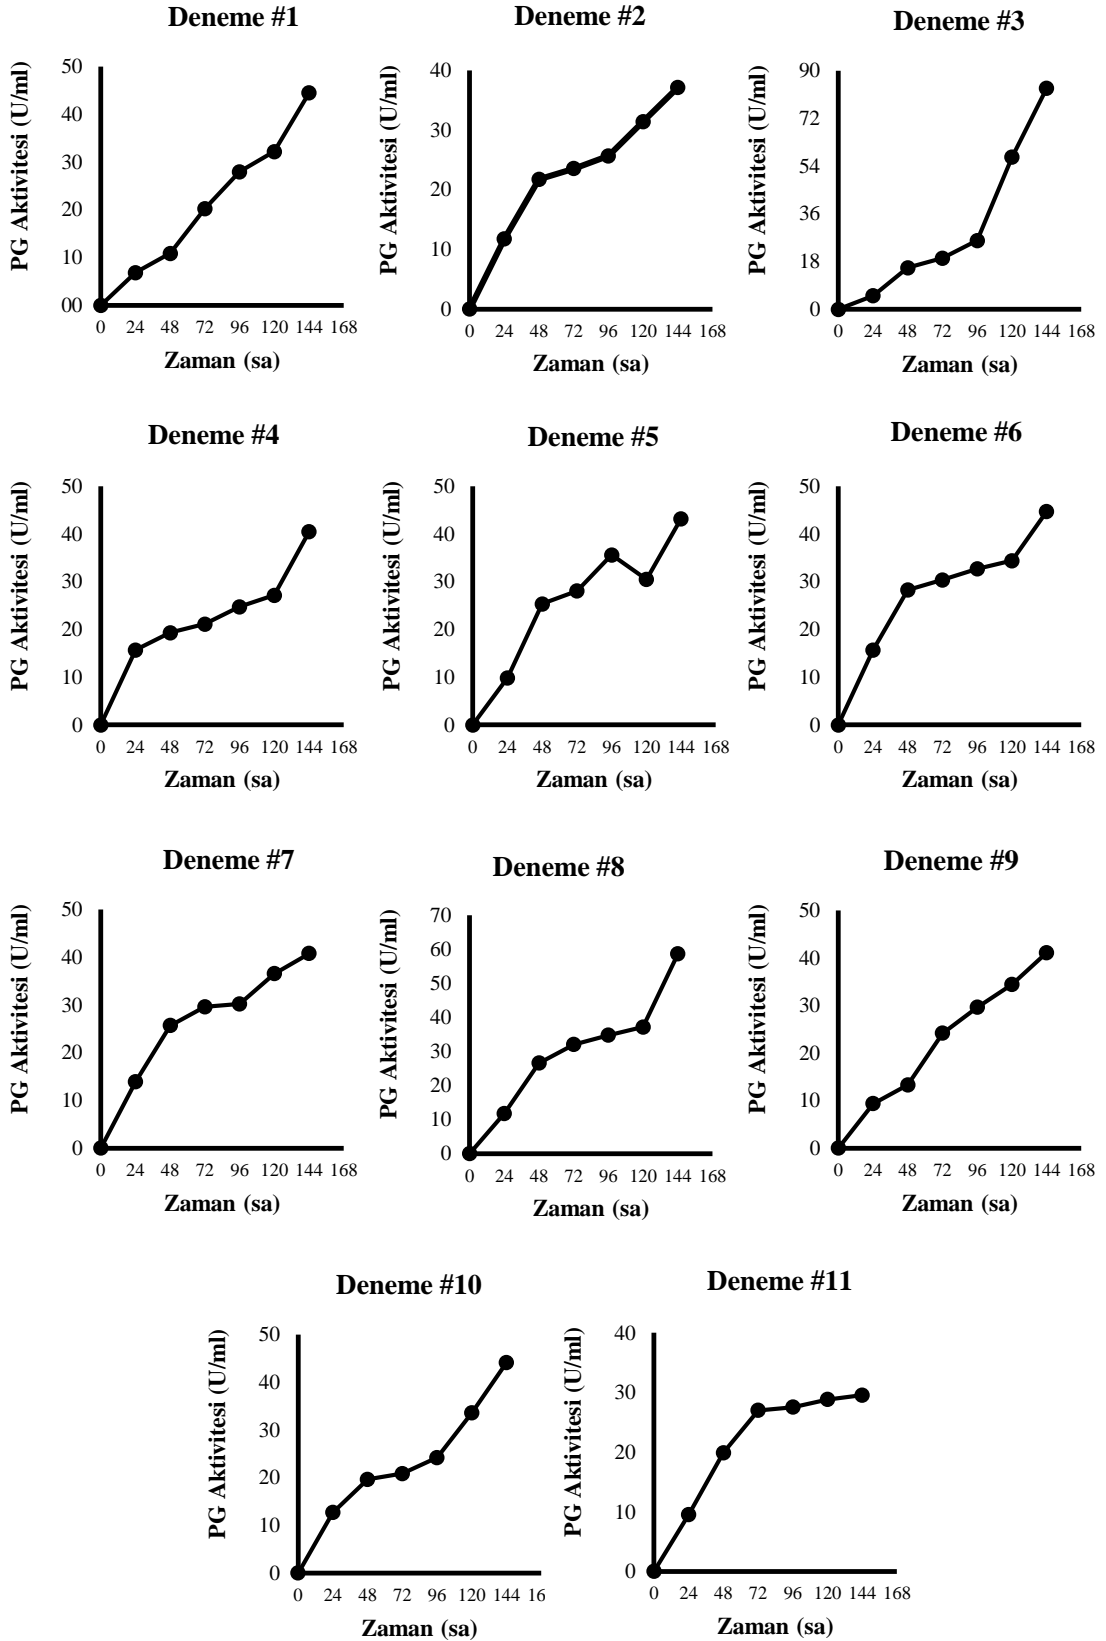 Deneme #1
PG Aktivitesi (U/ml)
50
40
30
20
10
00
0 24 48 72 96 120 144 168
Zaman (sa)
Deneme #2
PG Aktivitesi (U/ml)
40
30
20
10
0
0 24 48 72 96 120 144 168
Zaman (sa)
Deneme #3
PG Aktivitesi (U/ml)
90
72
54
36
18
0
0 24 48 72 96 120 144 168
Zaman (sa)
Deneme #4
PG Aktivitesi (U/ml)
50
40
30
20
10
0
0 24 48 72 96 120 144 168
Zaman (sa)
Deneme #5
PG Aktivitesi (U/ml)
50
40
30
20
10
0
0 24 48 72 96 120 144 168
Zaman (sa)
Deneme #6
PG Aktivitesi (U/ml)
50
40
30
20
10
0
0 24 48 72 96 120 144 168
Zaman (sa)
Deneme #7
PG Aktivitesi (U/ml)
50
40
30
20
10
0
0 24 48 72 96 120 144 168
Zaman (sa)
Deneme #8
PG Aktivitesi (U/ml)
70
60
50
40
30
20
10
0
0 24 48 72 96 120 144 168
Zaman (sa)
Deneme #9
PG Aktivitesi (U/ml)
50
40
30
20
10
0
0 24 48 72 96 120 144 168
Zaman (sa)
Deneme #10
PG Aktivitesi (U/ml)
50
40
30
20
10
0
0 24 48 72 96 120 144 16
Zaman (sa)
Deneme #11
PG Aktivitesi (U/ml)
40
30
20
10
0
0 24 48 72 96 120 144 168
Zaman (sa)